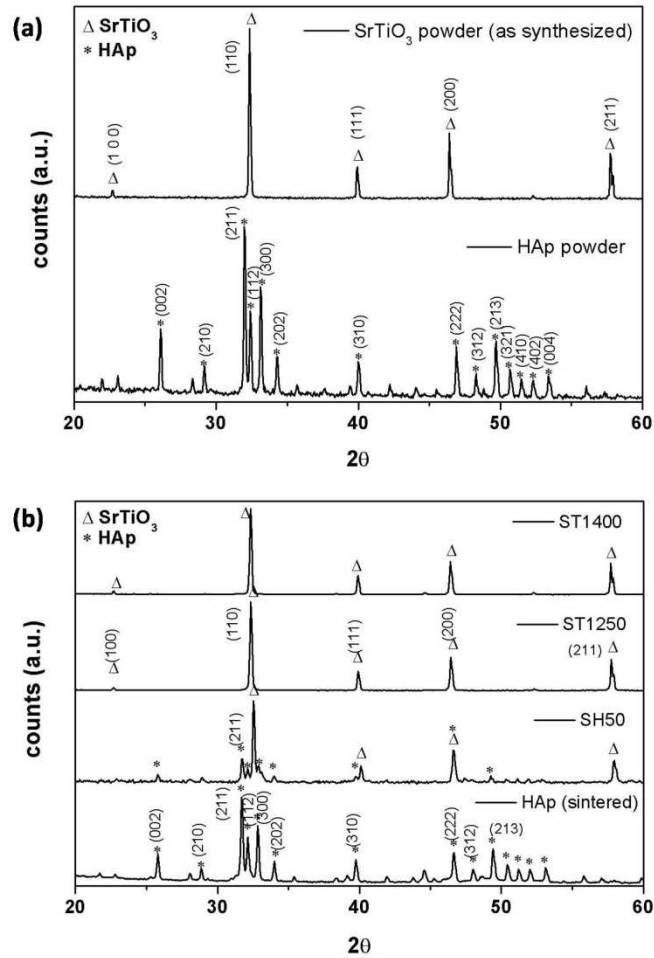 (a)
Δ SrTiO₃
* HAp
SrTiO₃ powder (as synthesized)
(1 0 0)
Δ
(110)
Δ
(111)
Δ
(200)
Δ
(211)
Δ
HAp powder
*(002)
*(210)
(211)*
*(112)
*(300)
*(202)
*(310)
*(222)
*(312)
*(213)
*(321)
*(410)
*(402)
*(004)
counts (a.u.)
20 30 40 50 60
2θ
(b)
Δ SrTiO₃
* HAp
ST1400
Δ Δ Δ Δ Δ
ST1250
(100)
Δ
(110)
Δ
(111)
Δ
(200)
Δ
(211) Δ
SH50
* (211) * * Δ * * * Δ * Δ * Δ
HAp (sintered)
*(002)
*(210)
(211)
*
*(112)
*(300)
*(202)
*(310)
*(222)
*(312)
*(213)
* * * *
counts (a.u.)
20 30 40 50 60
2θ